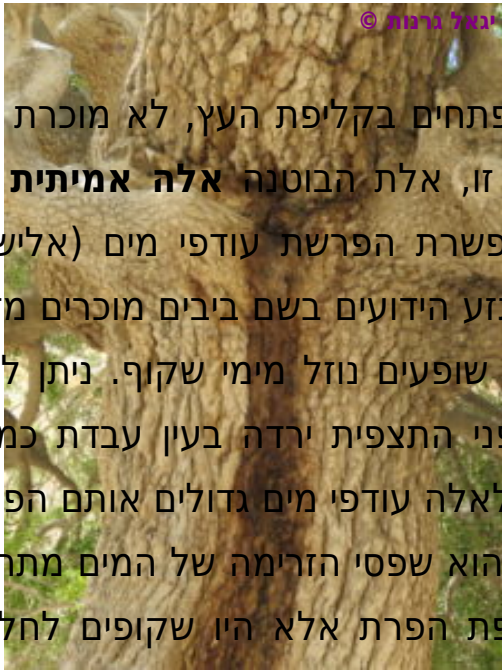 יגאל גרנות ©
פתחים בקליפת העץ, לא מוכרת
זו, אלת הבוטנה אלה אמיתית
פשרת הפרשת עודפי מים (אליש
גזע הידועים בשם ביבים מוכרים מז
שופעים נוזל מימי שקוף. ניתן ל
פני התצפית ירדה בעין עבדת כמ
לאלה עודפי מים גדולים אותם הפ
הוא שפסי הזרימה של המים מתר
פת הפרת אלא היו שקופים לחל